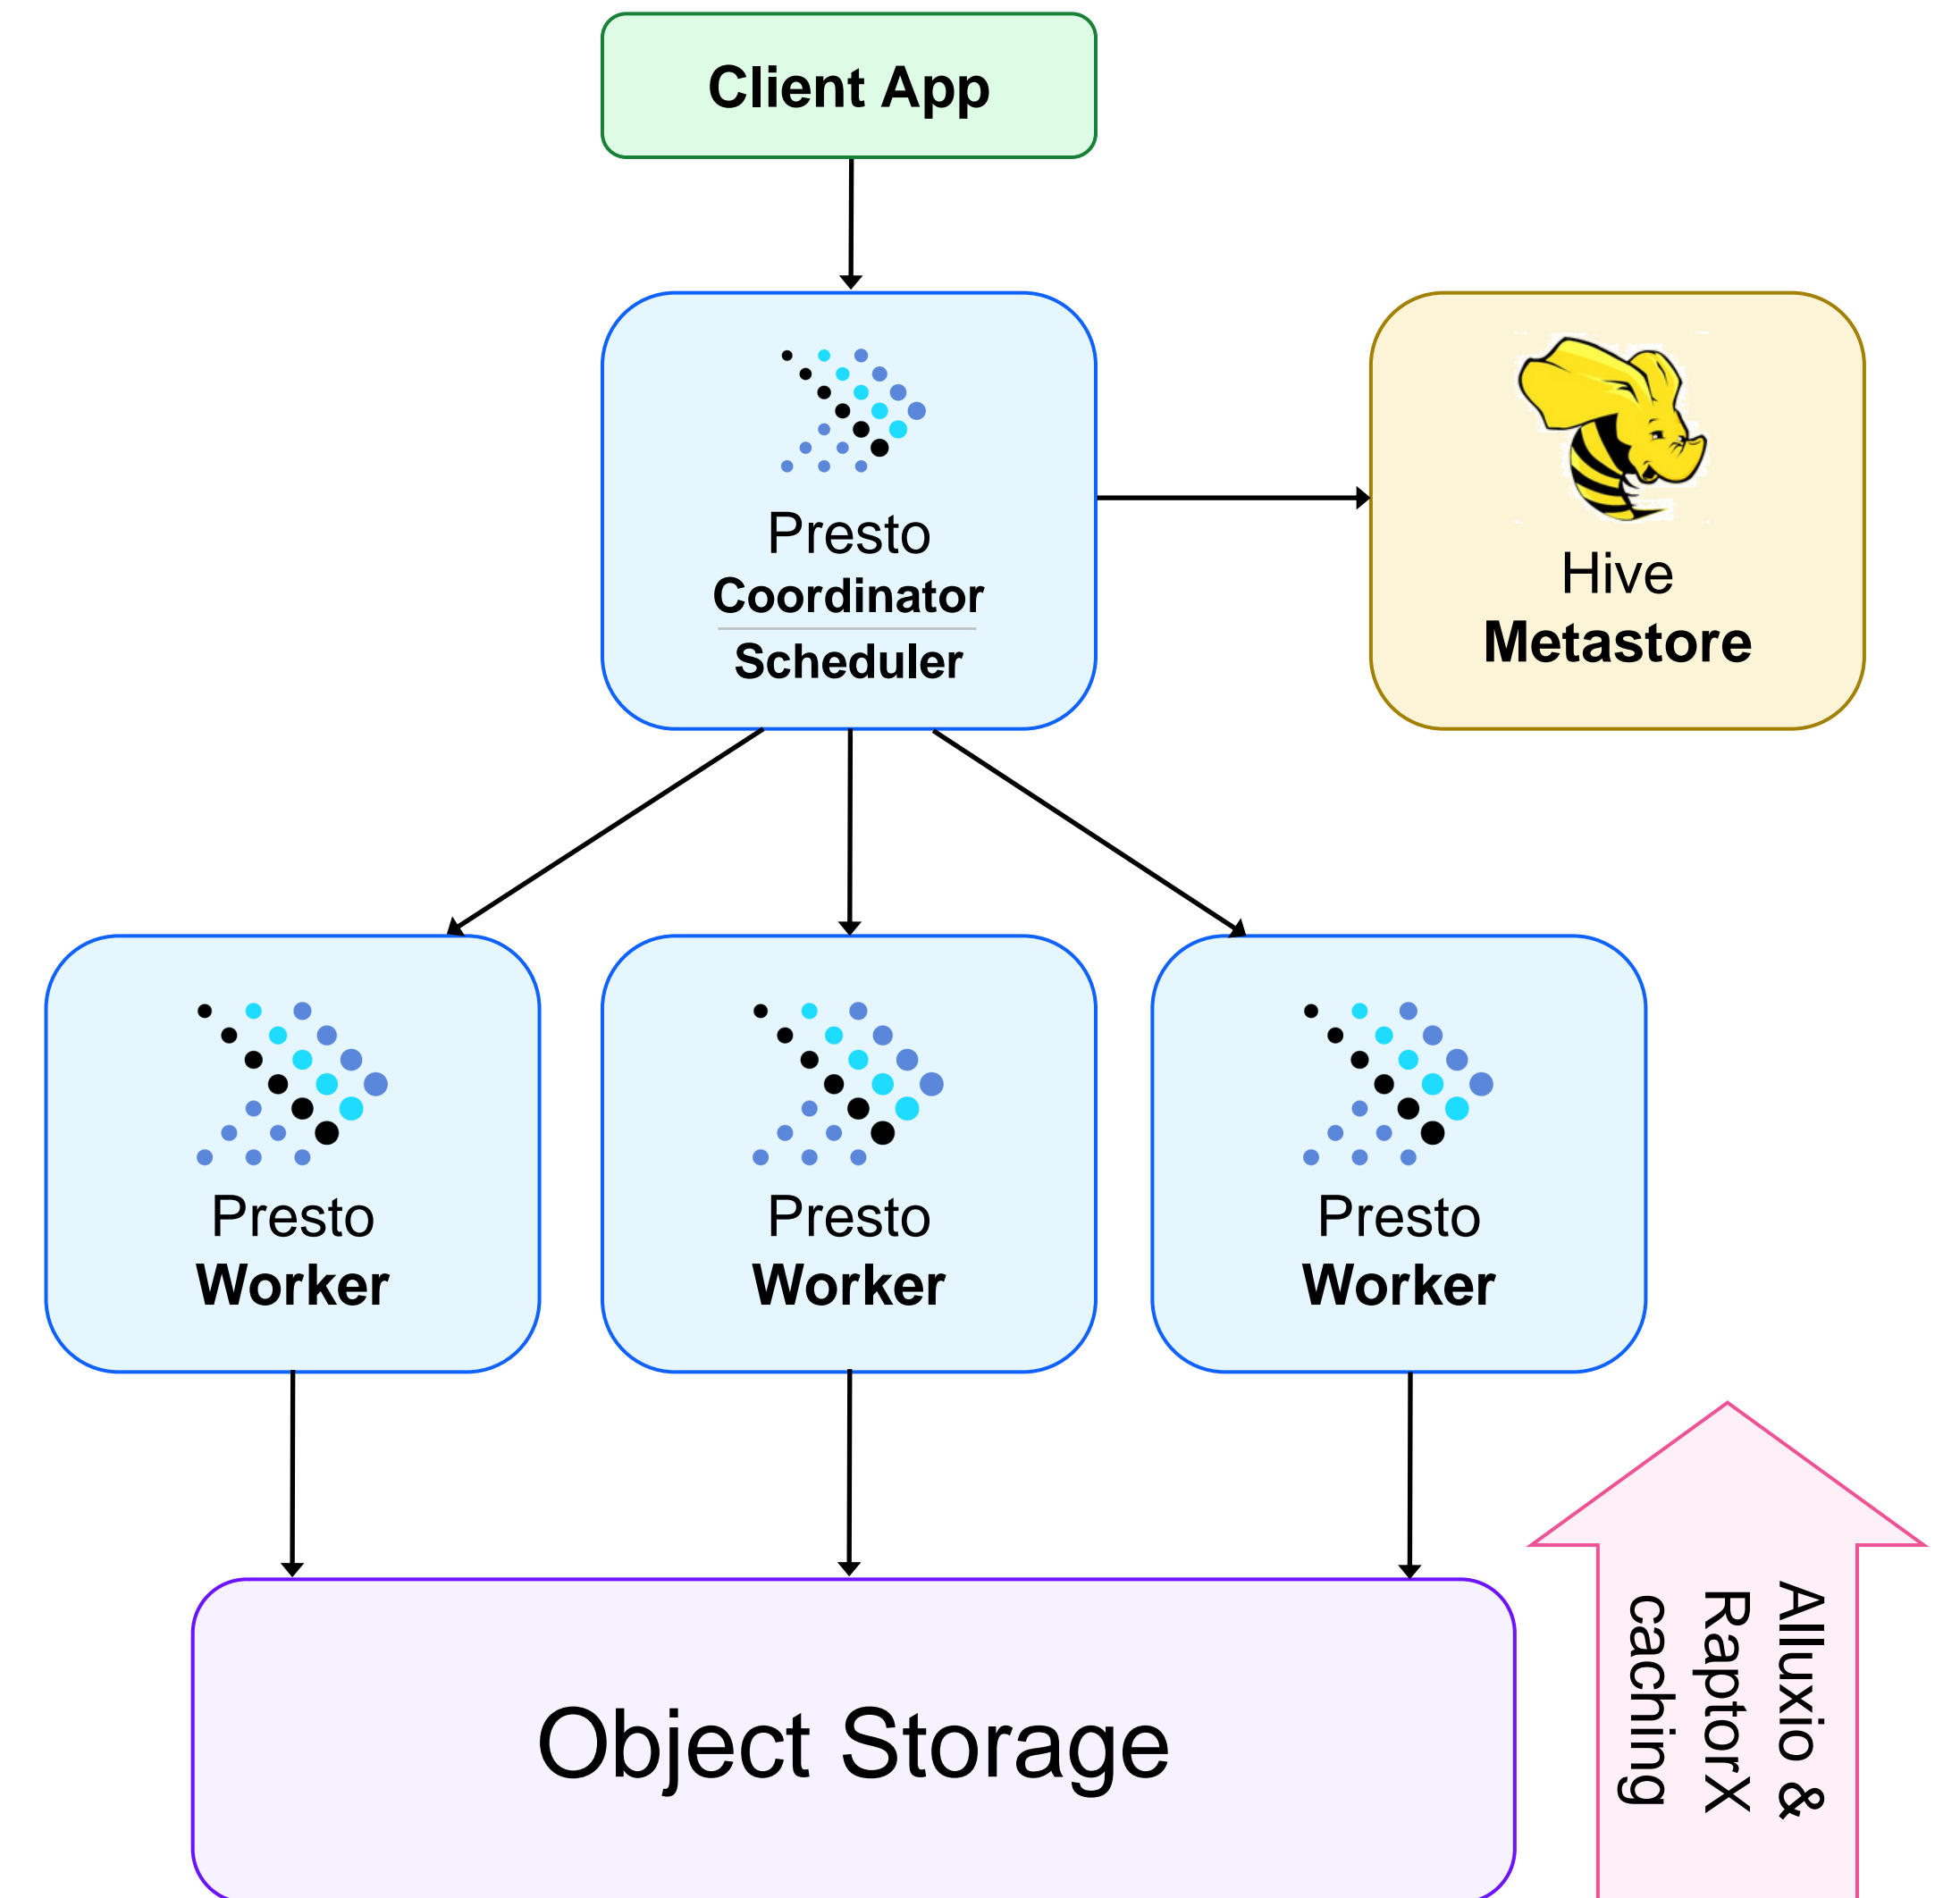 Client App
Presto
Coordinator
Scheduler
Hive
Metastore
Presto
Worker
Presto
Worker
Presto
Worker
Object Storage
Alluxio &
RaptorX
caching